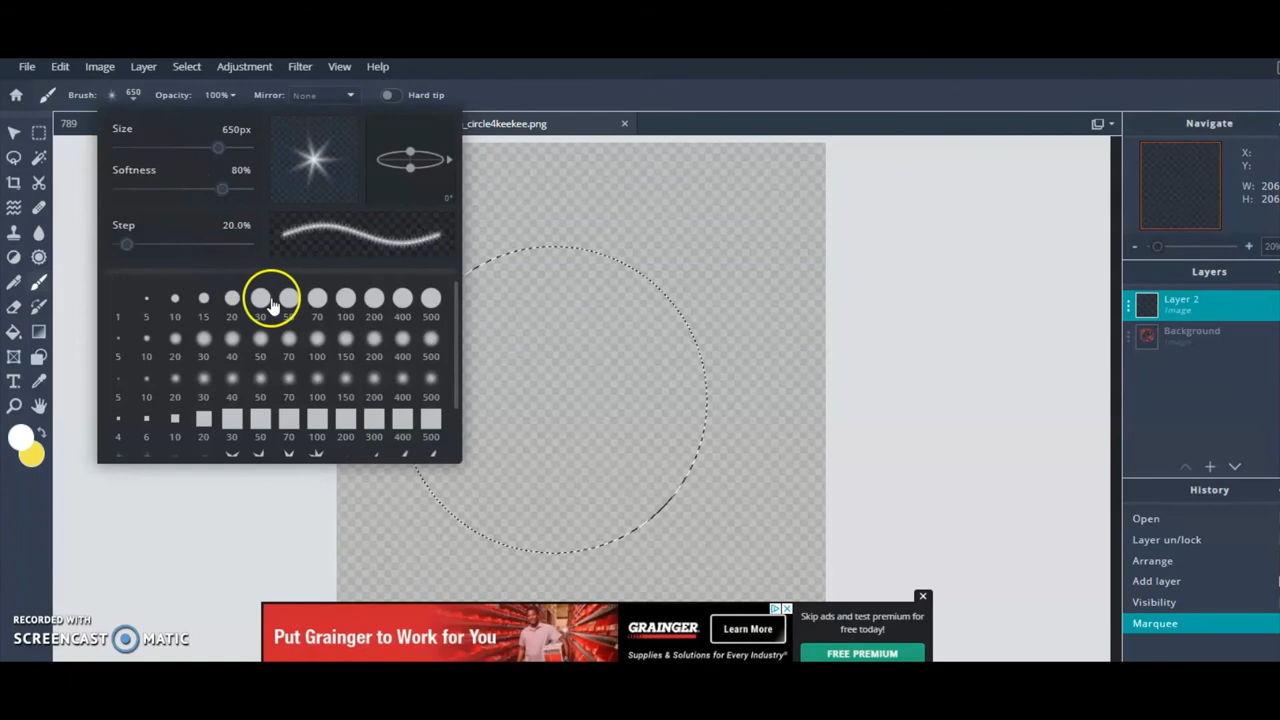 File Edit Image Layer Select Adjustment Filter View Help
Brush: 650 Opacity: 100% Mirror: None Hard tip
789
_circle4keekee.png
Size 650px
Softness 80%
0°
Step 20.0%
1 5 10 15 20 30 50 70 100 200 400 500
5 10 20 30 40 50 70 100 150 200 400 500
5 10 20 30 40 50 70 100 150 200 400 500
4 6 10 20 30 50 70 100 200 300 400 500
Navigate
X:
Y:
W: 206
H: 206
- + 20%
Layers
Layer 2
Image
Background
Image
History
Open
Layer un/lock
Arrange
Add layer
Visibility
Marquee
Put Grainger to Work for You
GRAINGER
Learn More
Supplies & Solutions for Every Industry®
Skip ads and test premium for
free today!
FREE PREMIUM
RECORDED WITH
SCREENCAST MATIC